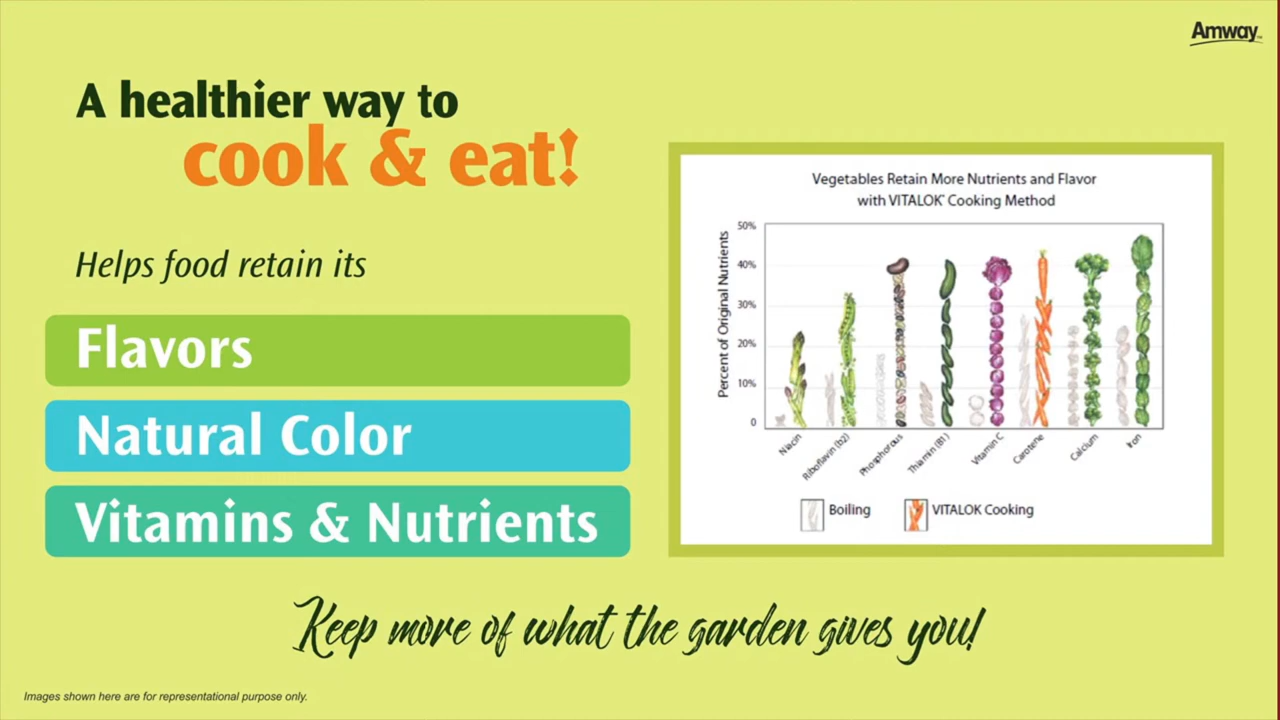 Amway
A healthier way to
cook & eat!
Helps food retain its
Flavors
Natural Color
Vitamins & Nutrients
Vegetables Retain More Nutrients and Flavor
with VITALOK™ Cooking Method
Percent of Original Nutrients
50%
40%
30%
20%
10%
0
Niacin
Riboflavin (b2)
Phosphorous
Thiamin (B1)
Vitamin C
Carotene
Calcium
Iron
Boiling
VITALOK Cooking
Keep more of what the garden gives you!
Images shown here are for representational purpose only.